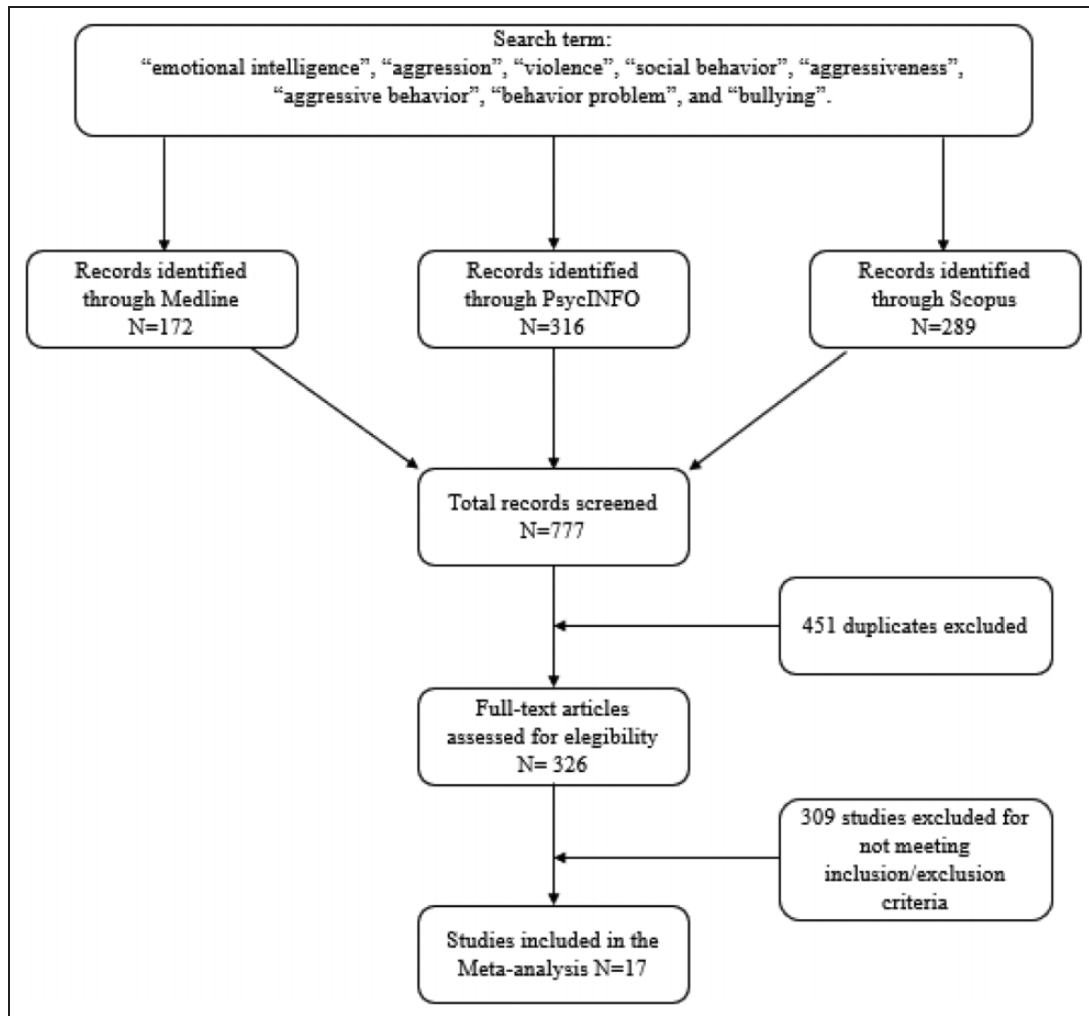 Search term:
“emotional intelligence”, “aggression”, “violence”, “social behavior”, “aggressiveness”,
“aggressive behavior”, “behavior problem”, and “bullying”.
Records identified
through Medline
N=172
Records identified
through PsycINFO
N=316
Records identified
through Scopus
N=289
Total records screened
N=777
451 duplicates excluded
Full-text articles
assessed for elegibility
N= 326
309 studies excluded for
not meeting
inclusion/exclusion
criteria
Studies included in the
Meta-analysis N=17